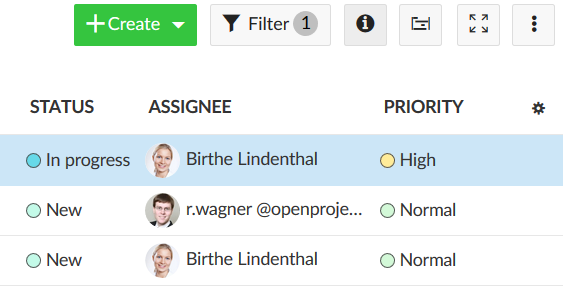 Create Filter 1
STATUS ASSIGNEE PRIORITY
In progress Birthe Lindenthal High
New r.wagner @openproje... Normal
New Birthe Lindenthal Normal